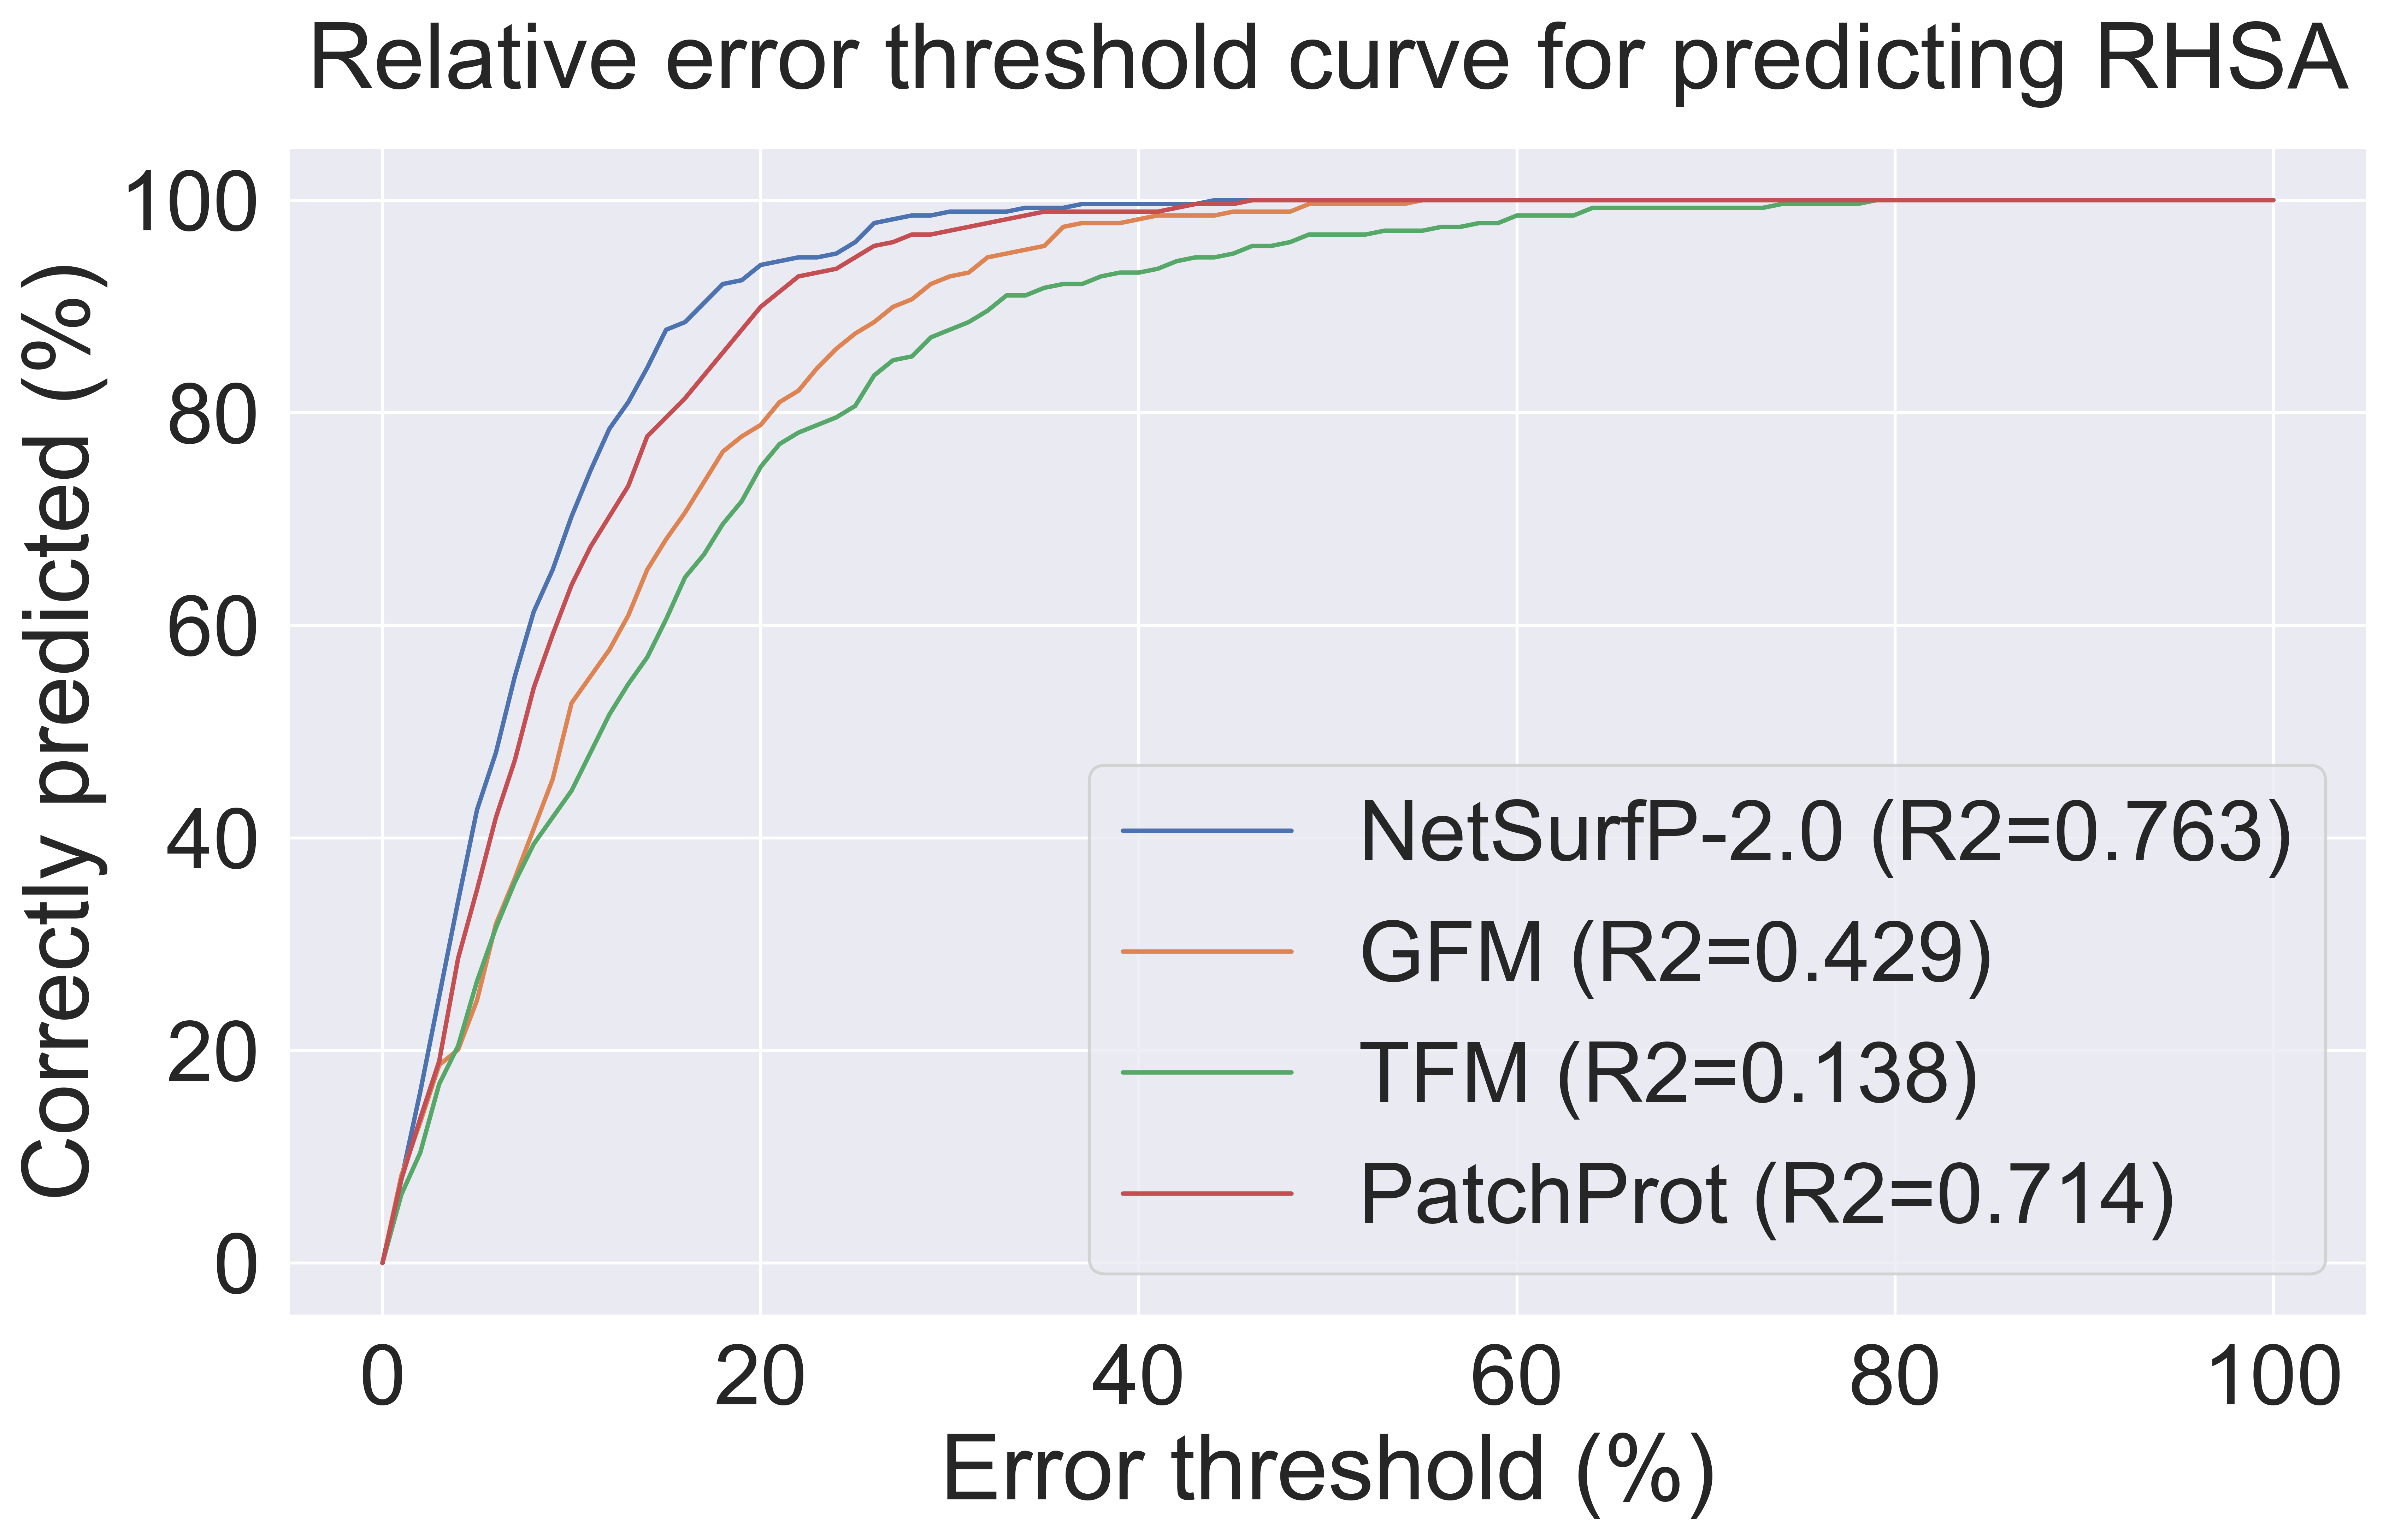 Relative error threshold curve for predicting RHSA
Correctly predicted (%)
100
80
60
40
20
0
NetSurfP-2.0 (R2=0.763)
GFM (R2=0.429)
TFM (R2=0.138)
PatchProt (R2=0.714)
0 20 40 60 80 100
Error threshold (%)